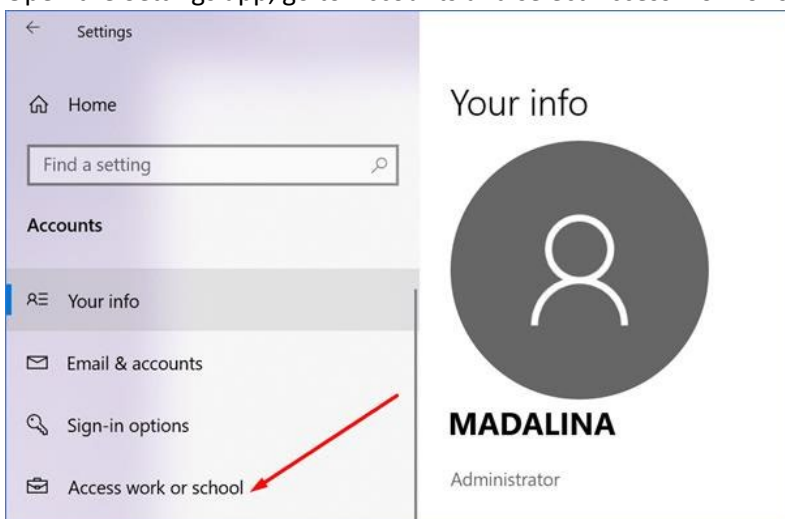 Settings
Home
Find a setting
Accounts
Your info
Email & accounts
Sign-in options
Access work or school
Your info
MADALINA
Administrator